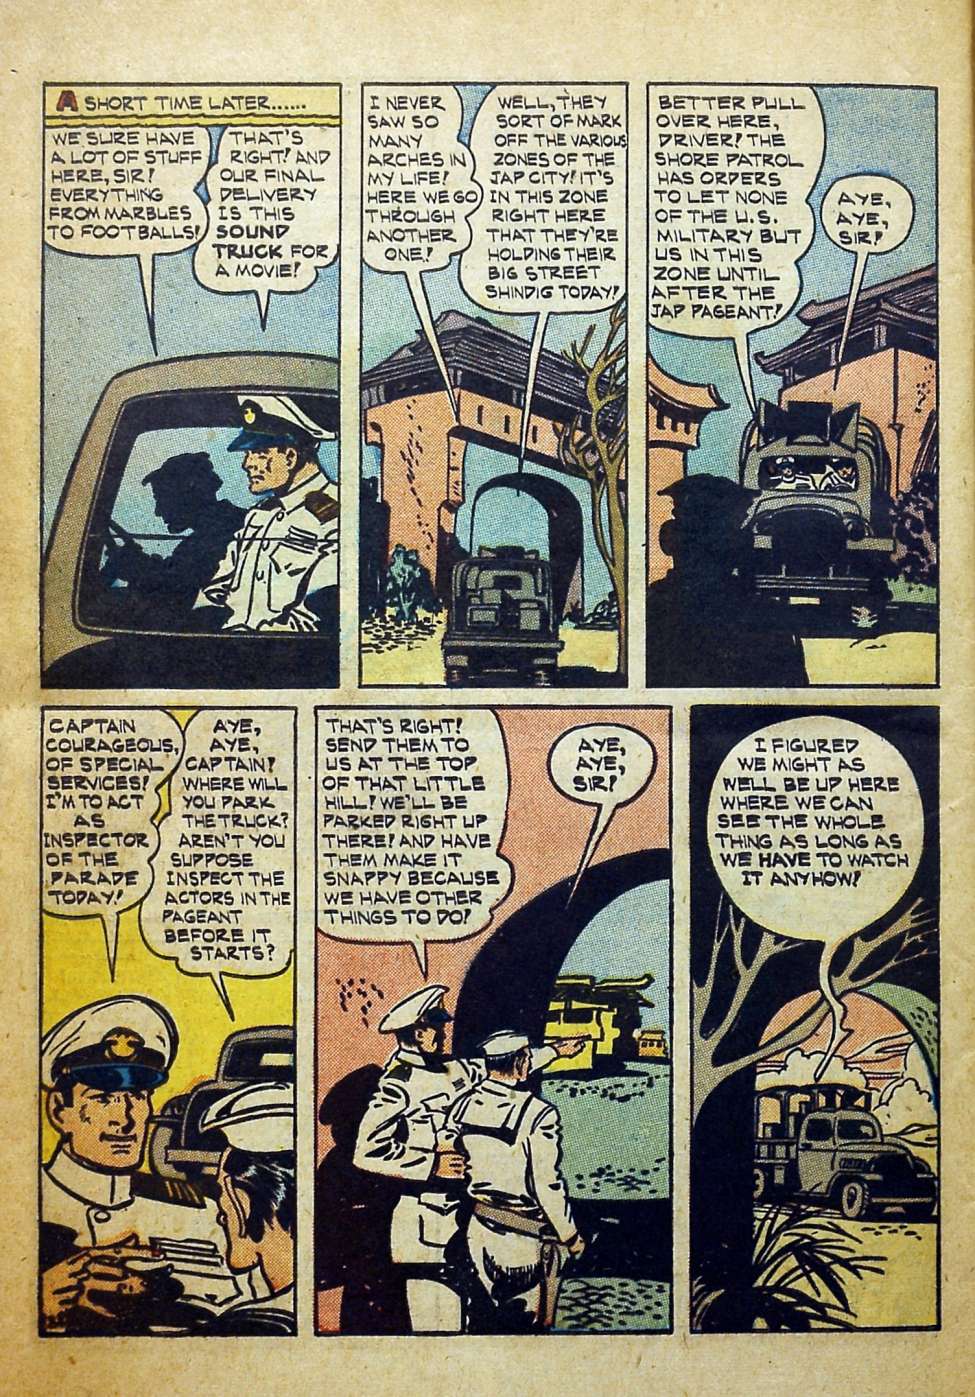 A SHORT TIME LATER......
WE SURE HAVE
A LOT OF STUFF
HERE, SIR!
EVERYTHING
FROM MARBLES
TO FOOTBALLS!
THAT'S
RIGHT! AND
OUR FINAL
DELIVERY
IS THIS
SOUND
TRUCK FOR
A MOVIE!
I NEVER
SAW SO
MANY
ARCHES IN
MY LIFE!
HERE WE GO
THROUGH
ANOTHER
ONE!
WELL, THEY
SORT OF MARK
OFF THE VARIOUS
ZONES OF THE
JAP CITY! IT'S
IN THIS ZONE
RIGHT HERE
THAT THEY'RE
HOLDING THEIR
BIG STREET
SHINDIG TODAY!
BETTER PULL
OVER HERE,
DRIVER! THE
SHORE PATROL
HAS ORDERS
TO LET NONE
OF THE U.S.
MILITARY BUT
US IN THIS
ZONE UNTIL
AFTER THE
JAP PAGEANT!
AYE,
AYE,
SIR!
CAPTAIN
COURAGEOUS,
OF SPECIAL
SERVICES!
I'M TO ACT
AS
INSPECTOR
OF THE
PARADE
TODAY!
AYE,
AYE,
CAPTAIN!
WHERE WILL
YOU PARK
THE TRUCK?
AREN'T YOU
SUPPOSE
INSPECT THE
ACTORS IN THE
PAGEANT
BEFORE IT
STARTS?
THAT'S RIGHT!
SEND THEM TO
US AT THE TOP
OF THAT LITTLE
HILL! WE'LL BE
PARKED RIGHT UP
THERE! AND HAVE
THEM MAKE IT
SNAPPY BECAUSE
WE HAVE OTHER
THINGS TO DO!
AYE,
AYE,
SIR!
I FIGURED
WE MIGHT AS
WELL BE UP HERE
WHERE WE CAN
SEE THE WHOLE
THING AS LONG AS
WE HAVE TO WATCH
IT ANYHOW!